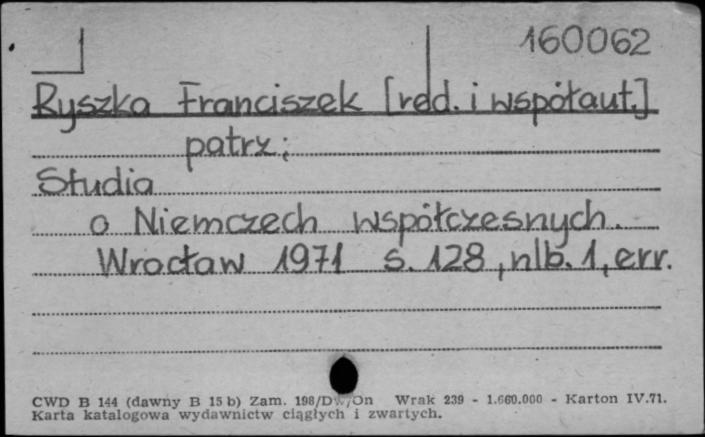 160062
Ryszka Franciszek [red. i współaut.]
patrz:
Studia
o Niemczech współczesnych.
Wrocław 1971 s. 128, nlb. 1, err.
CWD B 144 (dawny B 15 b) Zam. 198/Dw/On Wrak 239 - 1.660.000 - Karton IV.71.
Karta katalogowa wydawnictw ciągłych i zwartych.